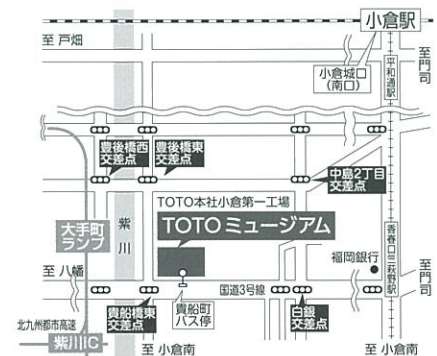 小倉駅
至 戸畑
至門司
小倉城口
(南口)
平和通駅
豊後橋西
交差点
豊後橋東
交差点
中島2丁目
交差点
TOTO本社小倉第一工場
TOTOミュージアム
大手町
ランプ
紫川
香春口三萩野駅
福岡銀行
至 八幡
至門司
国道3号線
貴船橋東
交差点
貴船町
バス停
白銀
交差点
北九州都市高速
紫川IC
至 小倉南
至 小倉南